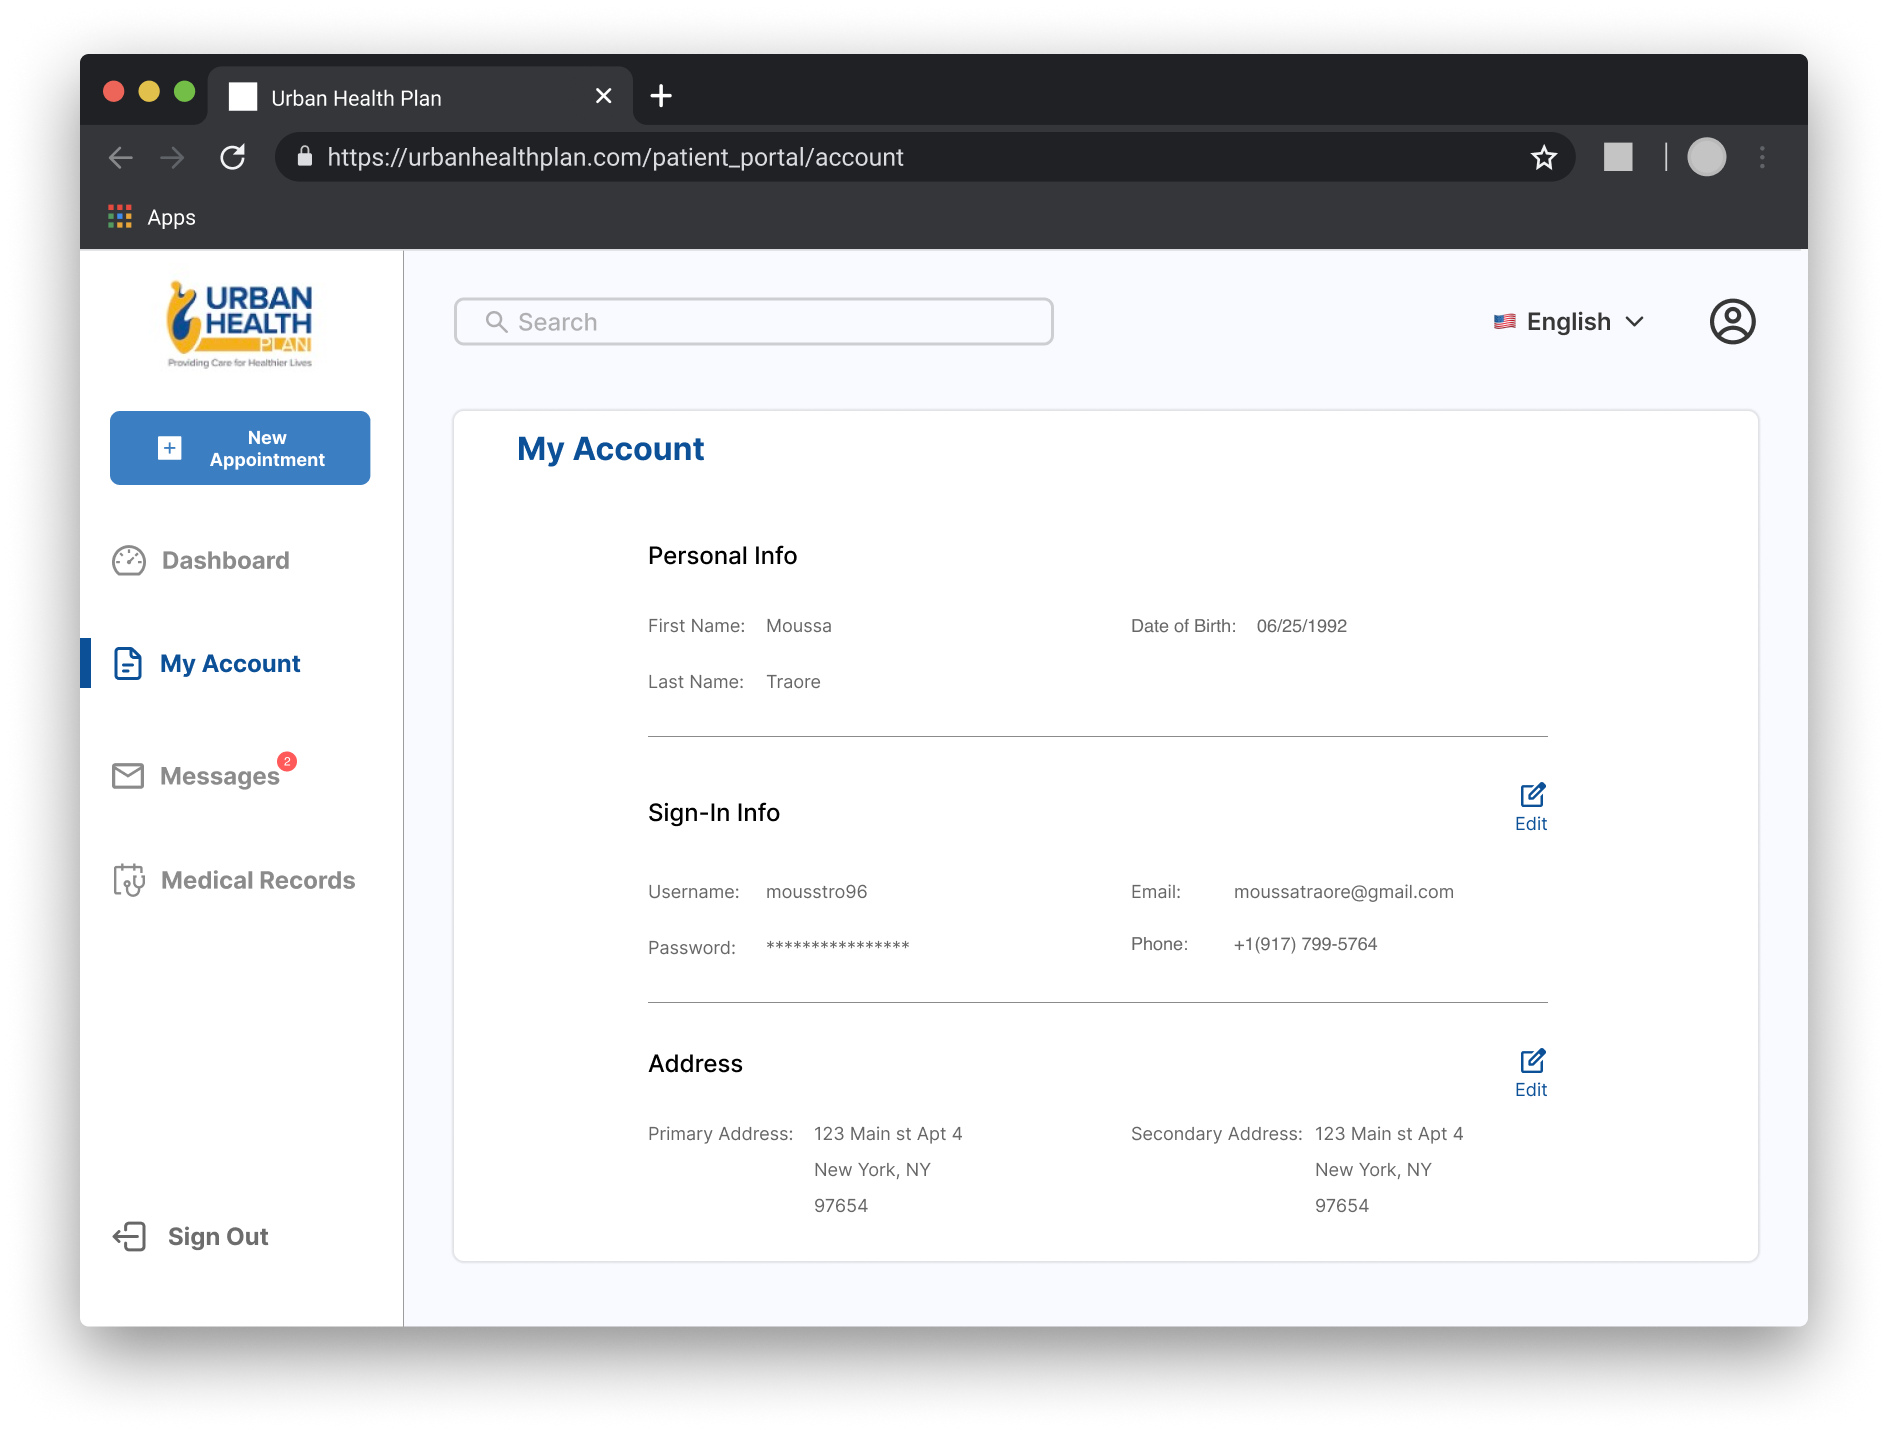 Urban Health Plan
https://urbanhealthplan.com/patient_portal/account
Apps
URBAN
HEALTH
PLAN
Providing Care for Healthier Lives
Search
English
New
Appointment
Dashboard
My Account
Messages 2
Medical Records
Sign Out
My Account
Personal Info
First Name: Moussa
Date of Birth: 06/25/1992
Last Name: Traore
Sign-In Info
Edit
Username: mousstro96
Email: moussatraore@gmail.com
Password: ****************
Phone: +1(917) 799-5764
Address
Edit
Primary Address: 123 Main st Apt 4
New York, NY
97654
Secondary Address: 123 Main st Apt 4
New York, NY
97654